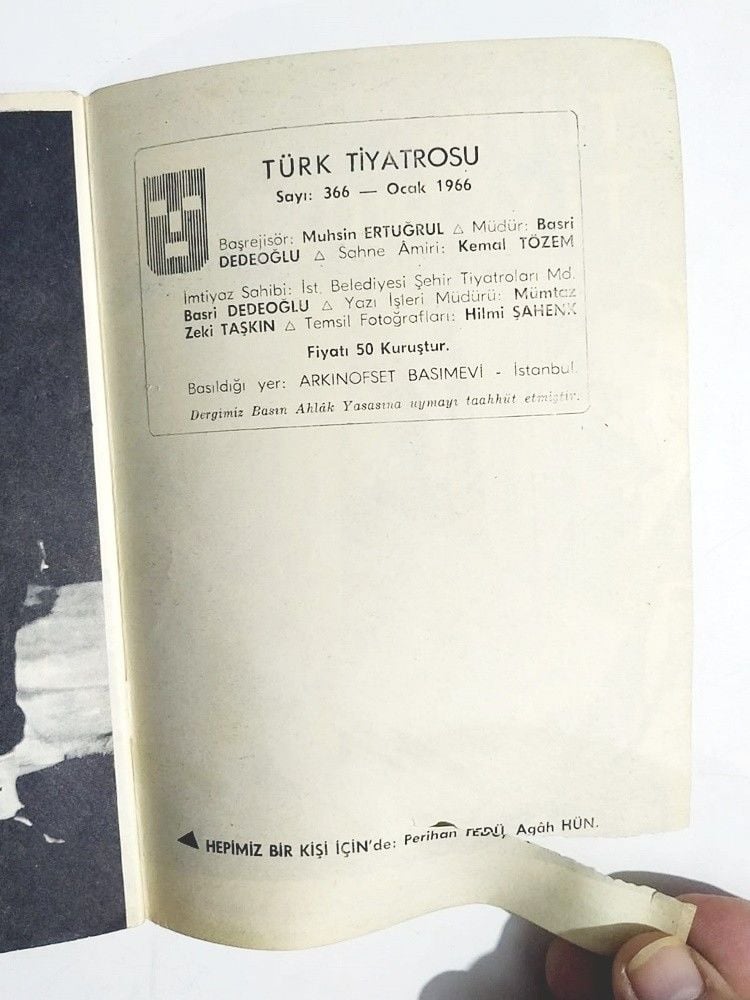 TÜRK TİYATROSU
Sayı: 366 — Ocak 1966
Başrejisör: Muhsin ERTUĞRUL △ Müdür: Basri
DEDEOĞLU △ Sahne Âmiri: Kemal TÖZEM
İmtiyaz Sahibi: İst. Belediyesi Şehir Tiyatroları Md.
Basri DEDEOĞLU △ Yazı İşleri Müdürü: Mümtaz
Zeki TAŞKIN △ Temsil Fotoğrafları: Hilmi ŞAHENK
Fiyatı 50 Kuruştur.
Basıldığı yer: ARKINOFSET BASIMEVİ - İstanbul.
Dergimiz Basın Ahlâk Yasasına uymayı taahhüt etmiştir.
◀ HEPİMİZ BİR KİŞİ İÇİN'de: Perihan TEDÜ, Agâh HÜN.